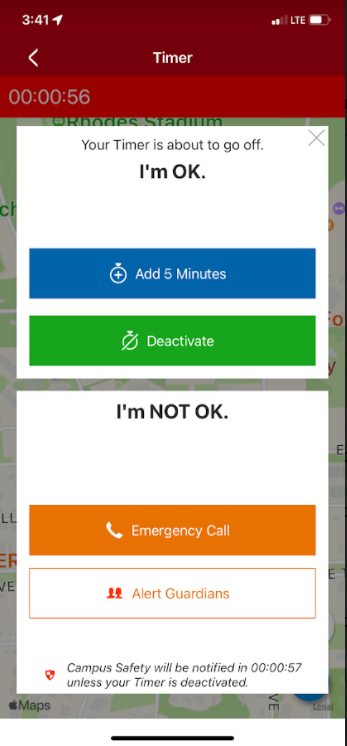 3:41
LTE
Timer
00:00:56
Rhodes Stadium
Your Timer is about to go off.
I'm OK.
Add 5 Minutes
Deactivate
I'm NOT OK.
Emergency Call
Alert Guardians
Campus Safety will be notified in 00:00:57
unless your Timer is deactivated.
Maps
Legal